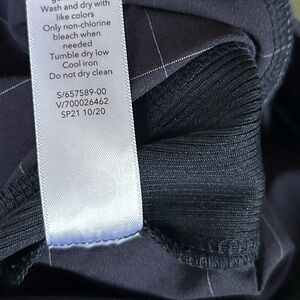 Wash and dry with
like colors
Only non-chlorine
bleach when
needed
Tumble dry low
Cool iron
Do not dry clean
S/657589-00
V/700026462
SP21 10/20